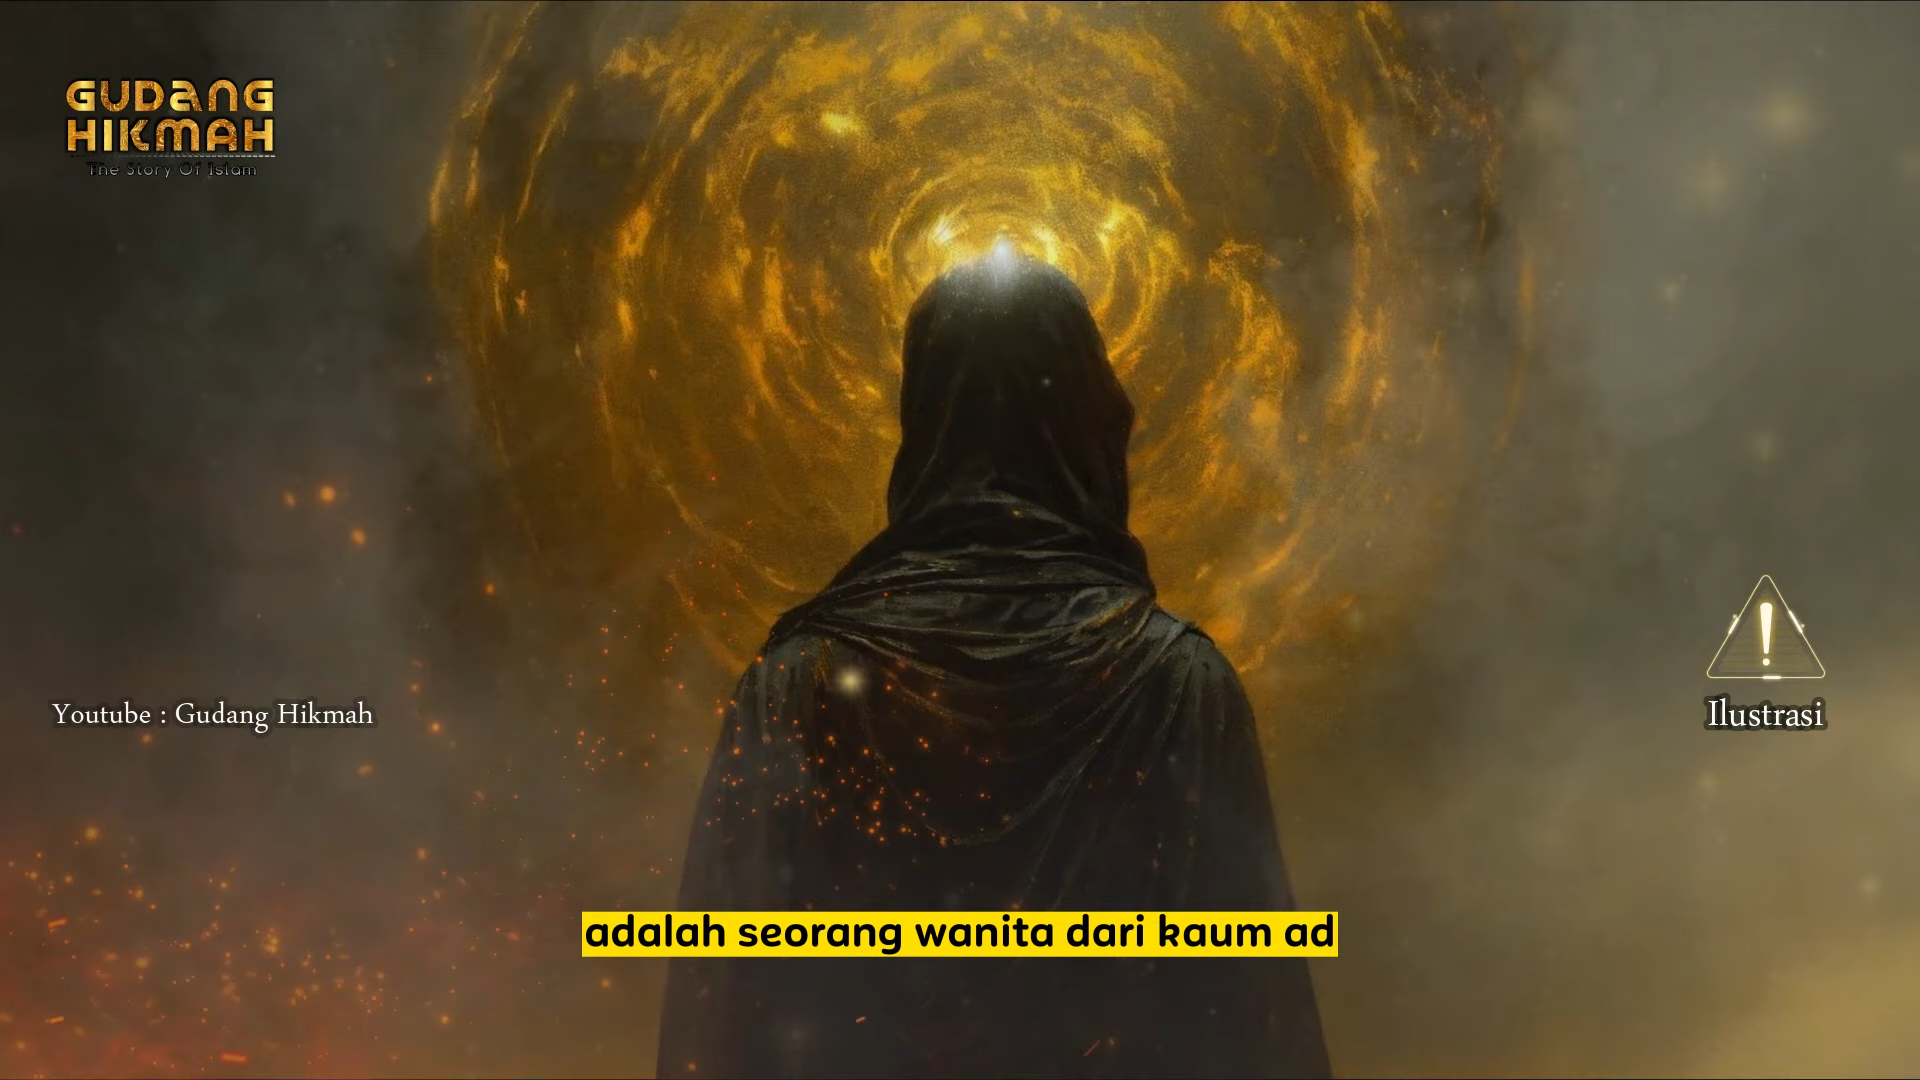 GUDANG
HIKMAH
The Story Of Islam
Youtube : Gudang Hikmah
Ilustrasi
adalah seorang wanita dari kaum ad